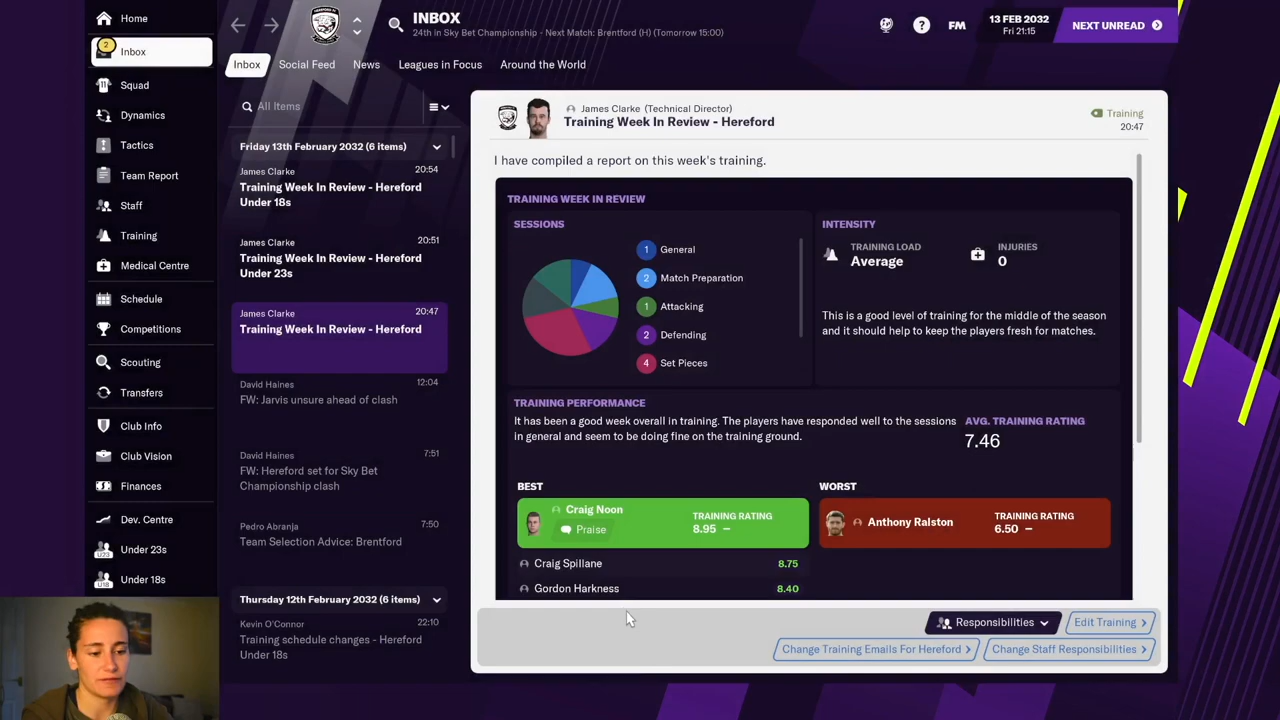 Home
2
Inbox
Squad
Dynamics
Tactics
Team Report
Staff
Training
Medical Centre
Schedule
Competitions
Scouting
Transfers
Club Info
Club Vision
Finances
Dev. Centre
U23
Under 23s
U18
Under 18s
INBOX
24th in Sky Bet Championship • Next Match: Brentford (H) (Tomorrow 15:00)
?
FM
13 FEB 2032
Fri 21:15
NEXT UNREAD
Inbox
Social Feed
News
Leagues in Focus
Around the World
All Items
Friday 13th February 2032 (6 items)
James Clarke 20:54
Training Week In Review - Hereford
Under 18s
James Clarke 20:51
Training Week In Review - Hereford
Under 23s
James Clarke 20:47
Training Week In Review - Hereford
David Haines 12:04
FW: Jarvis unsure ahead of clash
David Haines 7:51
FW: Hereford set for Sky Bet
Championship clash
Pedro Abranja 7:50
Team Selection Advice: Brentford
Thursday 12th February 2032 (6 items)
Kevin O'Connor 22:10
Training schedule changes - Hereford
Under 18s
James Clarke (Technical Director)
Training Week In Review - Hereford
Training
20:47
I have compiled a report on this week's training.
TRAINING WEEK IN REVIEW
SESSIONS
1 General
2 Match Preparation
1 Attacking
2 Defending
4 Set Pieces
INTENSITY
TRAINING LOAD
Average
INJURIES
0
This is a good level of training for the middle of the season
and it should help to keep the players fresh for matches.
TRAINING PERFORMANCE
It has been a good week overall in training. The players have responded well to the sessions
in general and seem to be doing fine on the training ground.
AVG. TRAINING RATING
7.46
BEST
Craig Noon
Praise
TRAINING RATING
8.95 –
Craig Spillane 8.75
Gordon Harkness 8.40
WORST
Anthony Ralston
TRAINING RATING
6.50 –
Responsibilities
Edit Training
Change Training Emails For Hereford
Change Staff Responsibilities